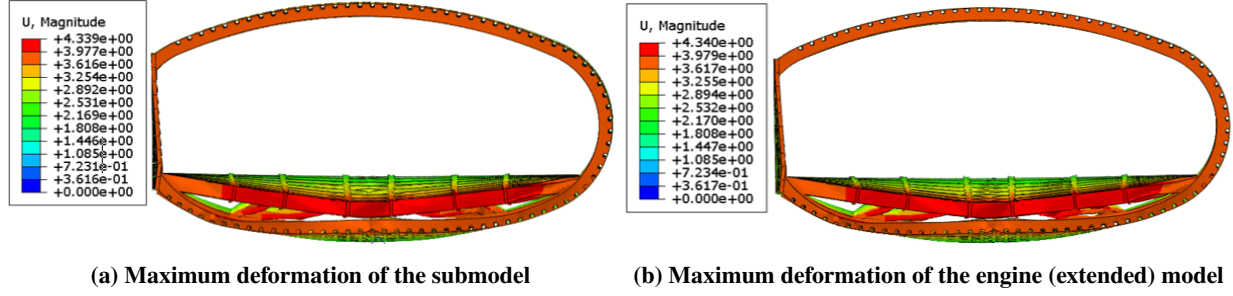 U, Magnitude
+4.339e+00
+3.977e+00
+3.616e+00
+3.254e+00
+2.892e+00
+2.531e+00
+2.169e+00
+1.808e+00
+1.446e+00
+1.085e+00
+7.231e-01
+3.616e-01
+0.000e+00
U, Magnitude
+4.340e+00
+3.979e+00
+3.617e+00
+3.255e+00
+2.894e+00
+2.532e+00
+2.170e+00
+1.808e+00
+1.447e+00
+1.085e+00
+7.234e-01
+3.617e-01
+0.000e+00
(a) Maximum deformation of the submodel
(b) Maximum deformation of the engine (extended) model